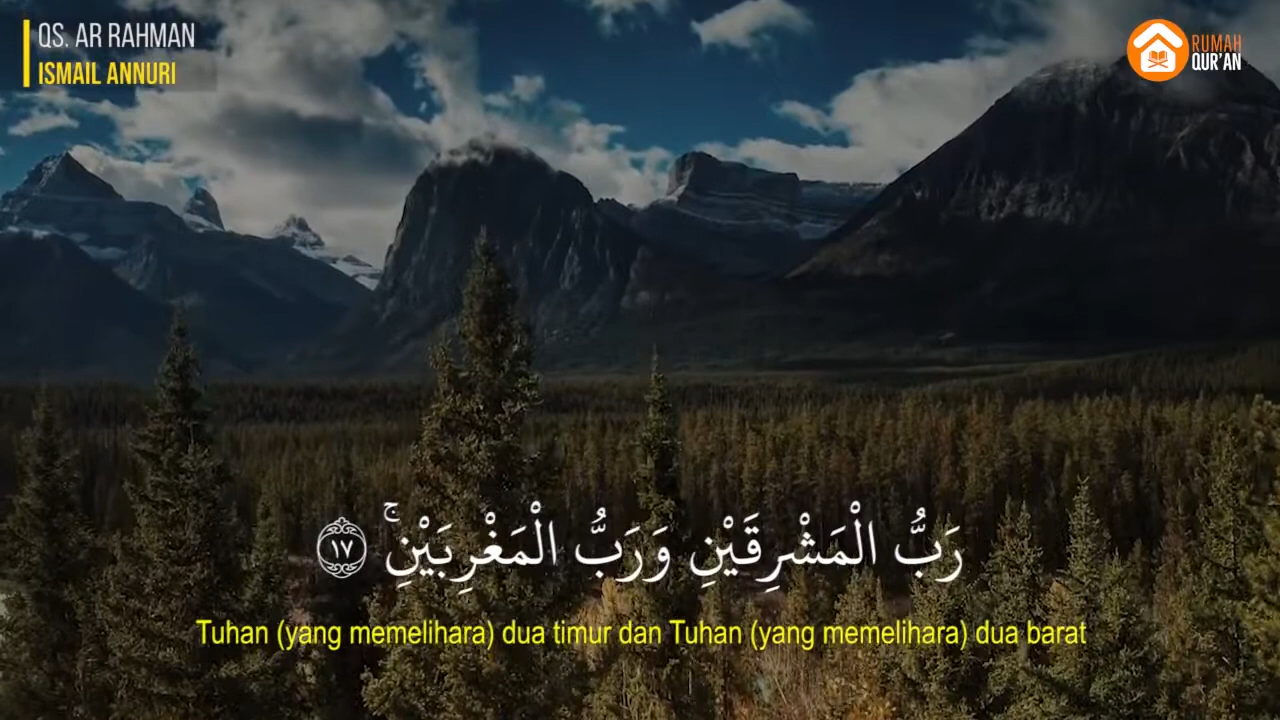 QS. AR RAHMAN
ISMAIL ANNURI
RUMAH
QUR'AN
رَبُّ الْمَشْرِقَيْنِ وَرَبُّ الْمَغْرِبَيْنِۚ ١٧
Tuhan (yang memelihara) dua timur dan Tuhan (yang memelihara) dua barat